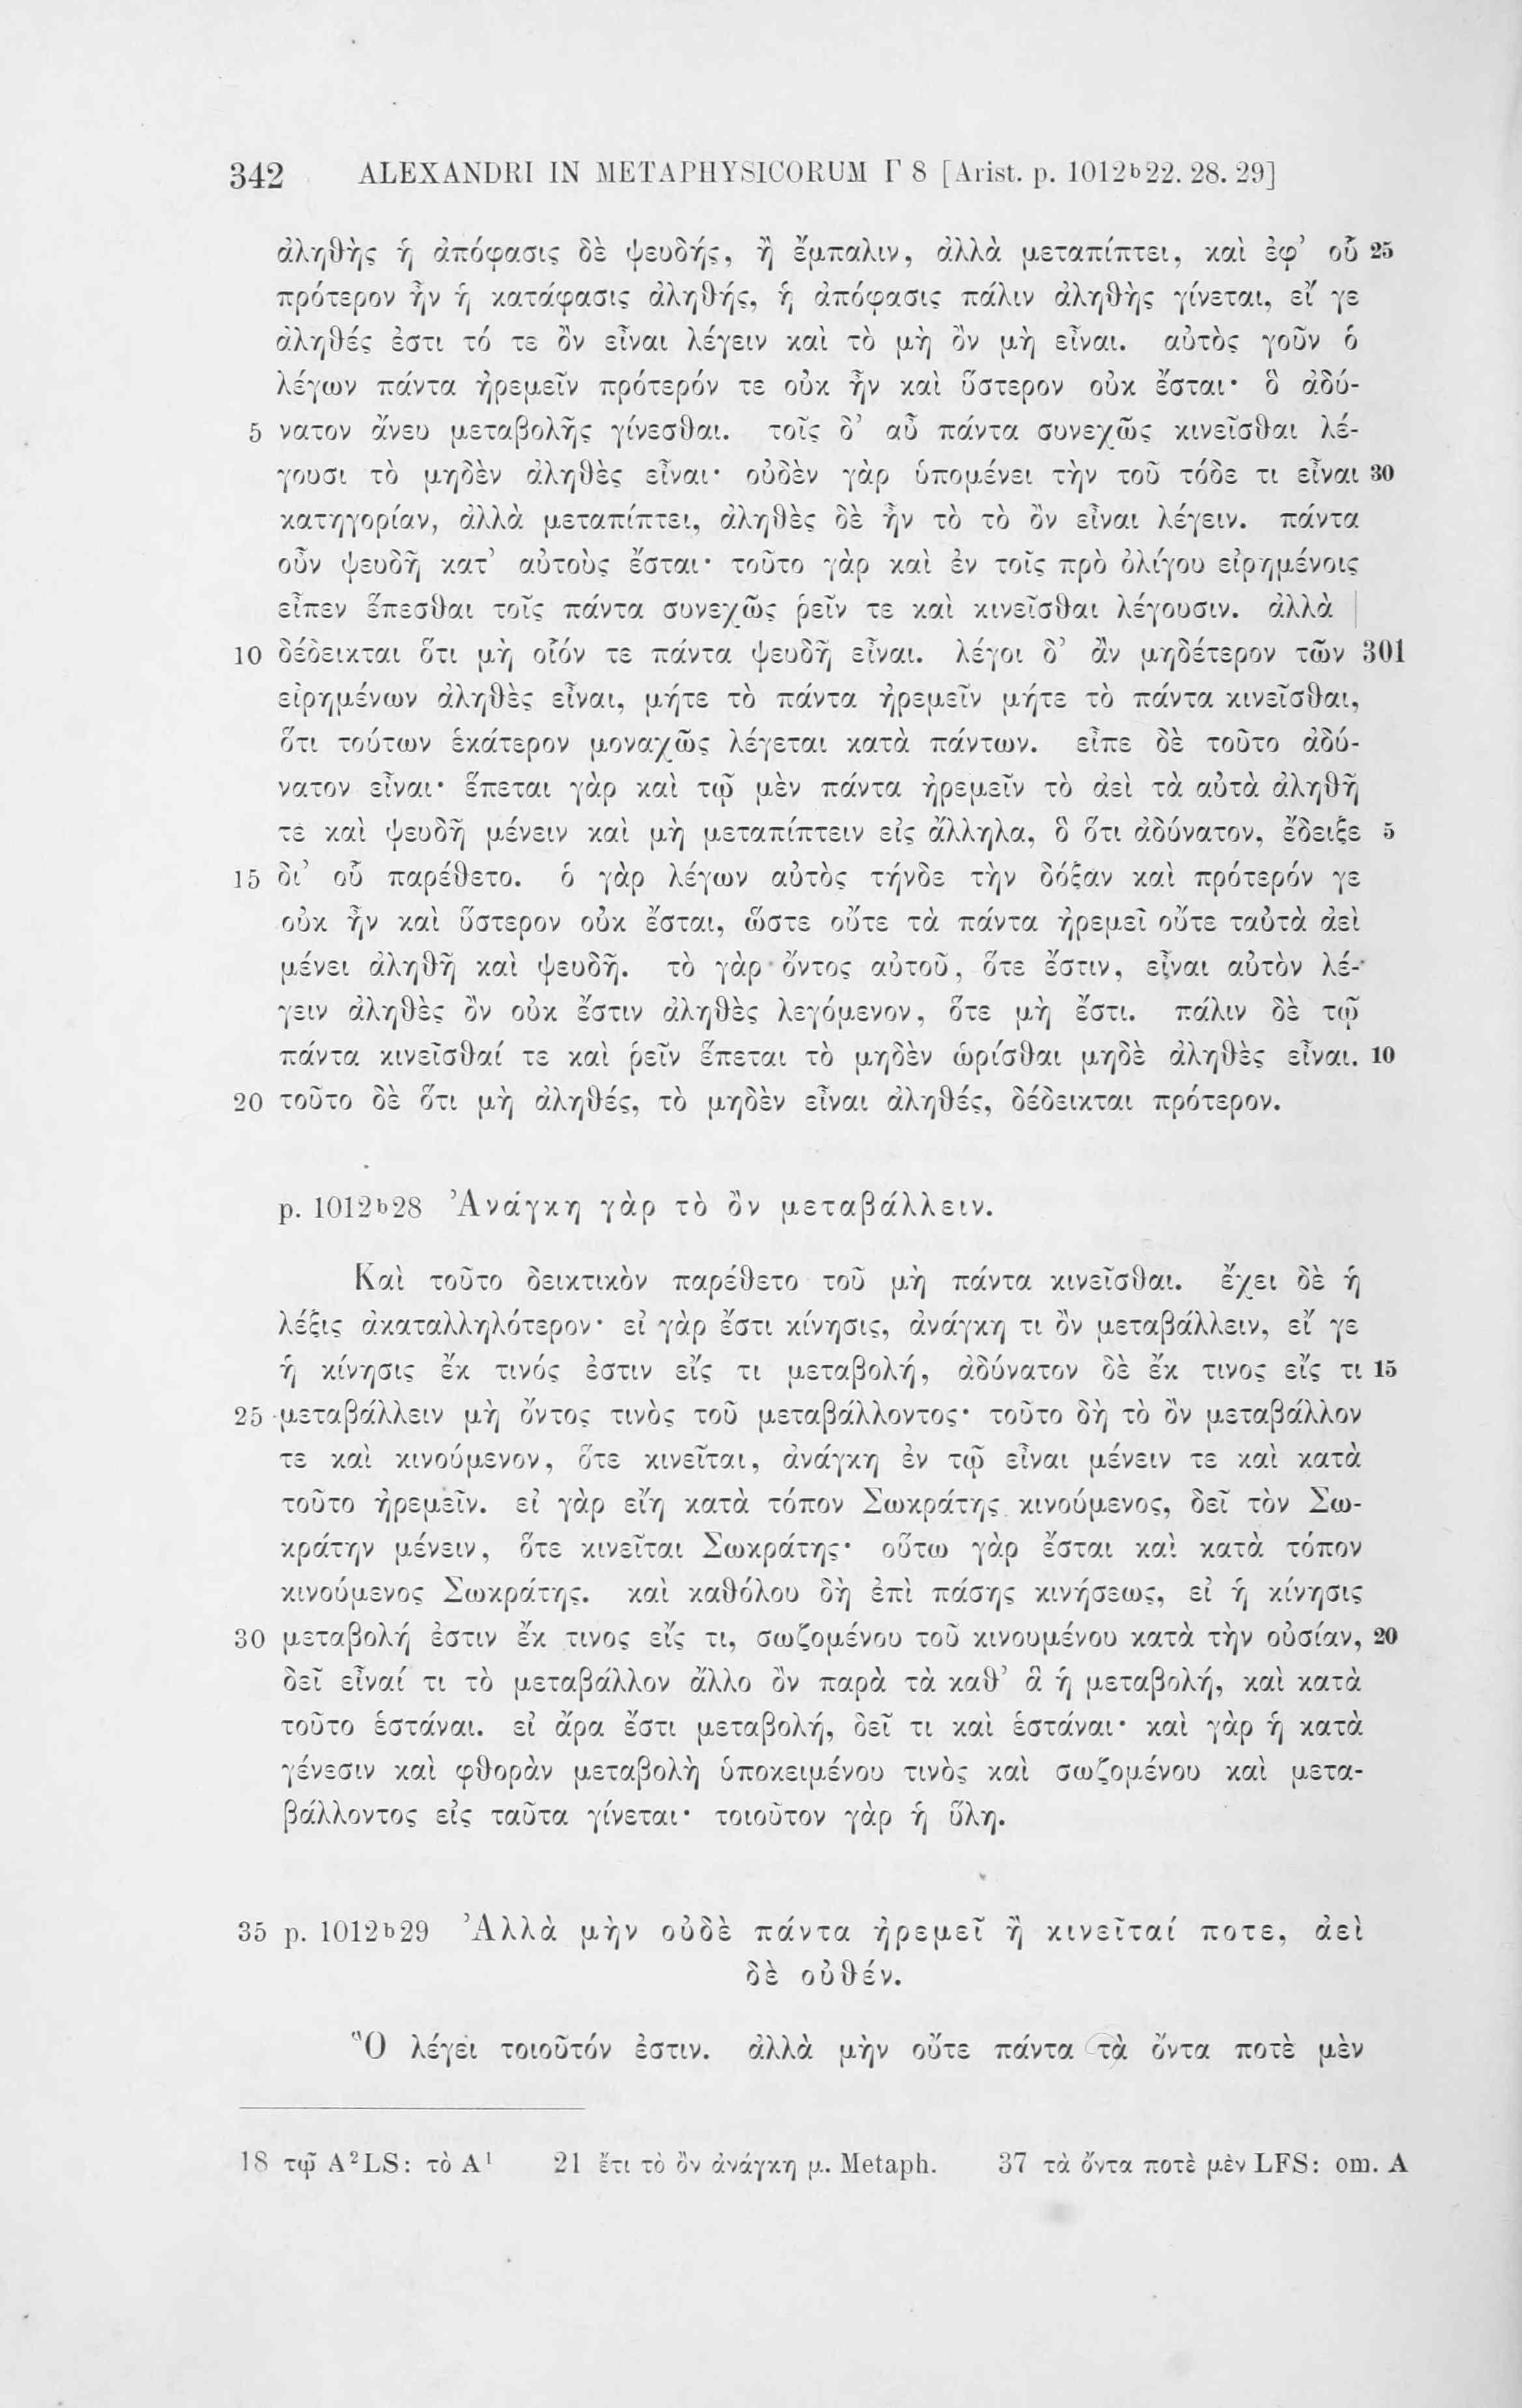 342 ALEXANDRI IN METAPHYSICORUM Γ 8 [Arist. p. 1012b22. 28. 29]
ἀληθὴς ἡ ἀπόφασις δὲ ψευδής, ἢ ἔμπαλιν, ἀλλὰ μεταπίπτει, καὶ ἐφ’ οὗ 25
πρότερον ἦν ἡ κατάφασις ἀληθής, ἡ ἀπόφασις πάλιν ἀληθὴς γίνεται, εἴ γε
ἀληθές ἐστι τό τε ὂν εἶναι λέγειν καὶ τὸ μὴ ὂν μὴ εἶναι. αὐτὸς γοῦν ὁ
λέγων πάντα ἠρεμεῖν πρότερόν τε οὐκ ἦν καὶ ὕστερον οὐκ ἔσται· ὃ ἀδύ-
5 νατον ἄνευ μεταβολῆς γίνεσθαι. τοῖς δ’ αὖ πάντα συνεχῶς κινεῖσθαι λέ-
γουσι τὸ μηδὲν ἀληθὲς εἶναι· οὐδὲν γὰρ ὑπομένει τὴν τοῦ τόδε τι εἶναι 30
κατηγορίαν, ἀλλὰ μεταπίπτει, ἀληθὲς δὲ ἦν τὸ τὸ ὂν εἶναι λέγειν. πάντα
οὖν ψευδῆ κατ’ αὐτοὺς ἔσται· τοῦτο γὰρ καὶ ἐν τοῖς πρὸ ὀλίγου εἰρημένοις
εἶπεν ἕπεσθαι τοῖς πάντα συνεχῶς ῥεῖν τε καὶ κινεῖσθαι λέγουσιν. ἀλλὰ |
10 δέδεικται ὅτι μὴ οἷόν τε πάντα ψευδῆ εἶναι. λέγοι δ’ ἂν μηδέτερον τῶν 301
εἰρημένων ἀληθὲς εἶναι, μήτε τὸ πάντα ἠρεμεῖν μήτε τὸ πάντα κινεῖσθαι,
ὅτι τούτων ἑκάτερον μοναχῶς λέγεται κατὰ πάντων. εἶπε δὲ τοῦτο ἀδύ-
νατον εἶναι· ἕπεται γὰρ καὶ τῷ μὲν πάντα ἠρεμεῖν τὸ ἀεὶ τὰ αὐτὰ ἀληθῆ
τε καὶ ψευδῆ μένειν καὶ μὴ μεταπίπτειν εἰς ἄλληλα, ὃ ὅτι ἀδύνατον, ἔδειξε 5
15 δι’ οὗ παρέθετο. ὁ γὰρ λέγων αὐτὸς τήνδε τὴν δόξαν καὶ πρότερόν γε
οὐκ ἦν καὶ ὕστερον οὐκ ἔσται, ὥστε οὔτε τὰ πάντα ἠρεμεῖ οὔτε ταὐτὰ ἀεὶ
μένει ἀληθῆ καὶ ψευδῆ. τὸ γὰρ ὄντος αὐτοῦ, ὅτε ἔστιν, εἶναι αὐτὸν λέ-
γειν ἀληθὲς ὂν οὐκ ἔστιν ἀληθὲς λεγόμενον, ὅτε μὴ ἔστι. πάλιν δὲ τῷ
πάντα κινεῖσθαί τε καὶ ῥεῖν ἕπεται τὸ μηδὲν ὡρίσθαι μηδὲ ἀληθὲς εἶναι. 10
20 τοῦτο δὲ ὅτι μὴ ἀληθές, τὸ μηδὲν εἶναι ἀληθές, δέδεικται πρότερον.
p. 1012b28 Ἀνάγκη γὰρ τὸ ὂν μεταβάλλειν.
Καὶ τοῦτο δεικτικὸν παρέθετο τοῦ μὴ πάντα κινεῖσθαι. ἔχει δὲ ἡ
λέξις ἀκαταλληλότερον· εἰ γὰρ ἔστι κίνησις, ἀνάγκη τι ὂν μεταβάλλειν, εἴ γε
ἡ κίνησις ἔκ τινός ἐστιν εἴς τι μεταβολή, ἀδύνατον δὲ ἔκ τινος εἴς τι 15
25 μεταβάλλειν μὴ ὄντος τινὸς τοῦ μεταβάλλοντος· τοῦτο δὴ τὸ ὂν μεταβάλλον
τε καὶ κινούμενον, ὅτε κινεῖται, ἀνάγκη ἐν τῷ εἶναι μένειν τε καὶ κατὰ
τοῦτο ἠρεμεῖν. εἰ γὰρ εἴη κατὰ τόπον Σωκράτης κινούμενος, δεῖ τὸν Σω-
κράτην μένειν, ὅτε κινεῖται Σωκράτης· οὕτω γὰρ ἔσται καὶ κατὰ τόπον
κινούμενος Σωκράτης. καὶ καθόλου δὴ ἐπὶ πάσης κινήσεως, εἰ ἡ κίνησις
30 μεταβολή ἐστιν ἔκ τινος εἴς τι, σωζομένου τοῦ κινουμένου κατὰ τὴν οὐσίαν, 20
δεῖ εἶναί τι τὸ μεταβάλλον ἄλλο ὂν παρὰ τὰ καθ’ ἃ ἡ μεταβολή, καὶ κατὰ
τοῦτο ἑστάναι. εἰ ἄρα ἔστι μεταβολή, δεῖ τι καὶ ἑστάναι· καὶ γὰρ ἡ κατὰ
γένεσιν καὶ φθορὰν μεταβολὴ ὑποκειμένου τινὸς καὶ σωζομένου καὶ μετα-
βάλλοντος εἰς ταῦτα γίνεται· τοιοῦτον γὰρ ἡ ὕλη.
35 p. 1012b29 Ἀλλὰ μὴν οὐδὲ πάντα ἠρεμεῖ ἢ κινεῖταί ποτε, ἀεὶ
δὲ οὐθέν.
Ὃ λέγει τοιοῦτόν ἐστιν. ἀλλὰ μὴν οὔτε πάντα τὰ ὄντα ποτὲ μὲν
18 τῷ A²LS: τὸ A¹ 21 ἔτι τὸ ὂν ἀνάγκη μ. Metaph. 37 τὰ ὄντα ποτὲ μὲν LFS: om. A